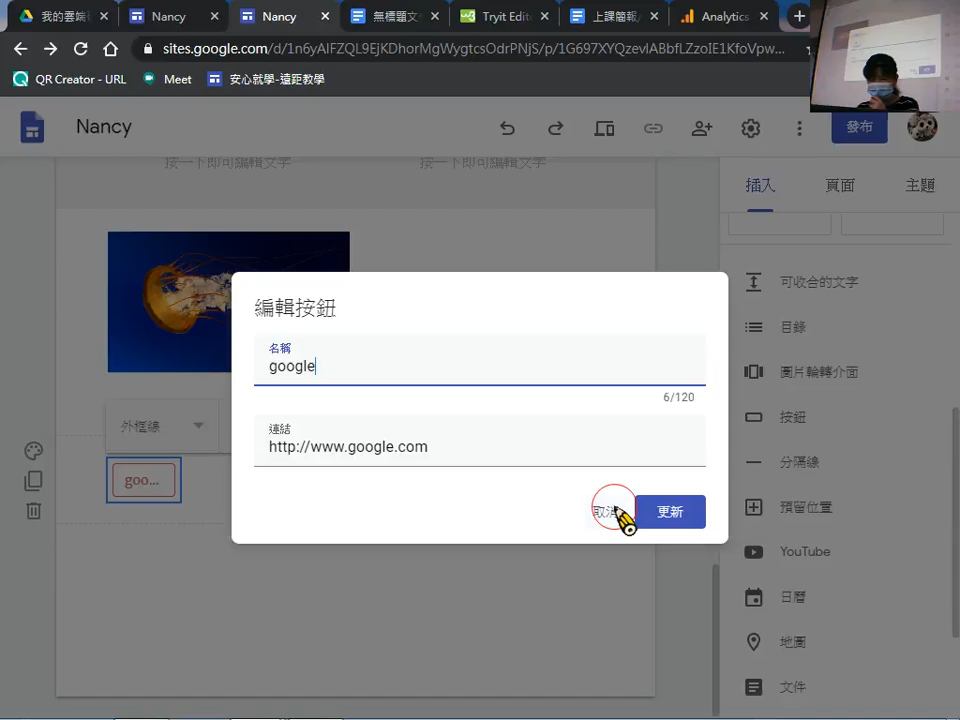 我的雲端
Nancy
Nancy
無標題文
Tryit Edit
上課簡報
Analytics
sites.google.com/d/1n6yAlFZQL9EjKDhorMgWygtcsOdrPNjS/p/1G697XYQzevlABbfLZzoIE1KfoVpw...
QR Creator - URL
Meet
安心就學-遠距教學
Nancy
發布
按一下即可編輯文字
按一下即可編輯文字
插入
頁面
主題
編輯按鈕
名稱
google
6/120
連結
http://www.google.com
取消
更新
外框線
goo...
可收合的文字
目錄
圖片輪轉介面
按鈕
分隔線
預留位置
YouTube
日曆
地圖
文件